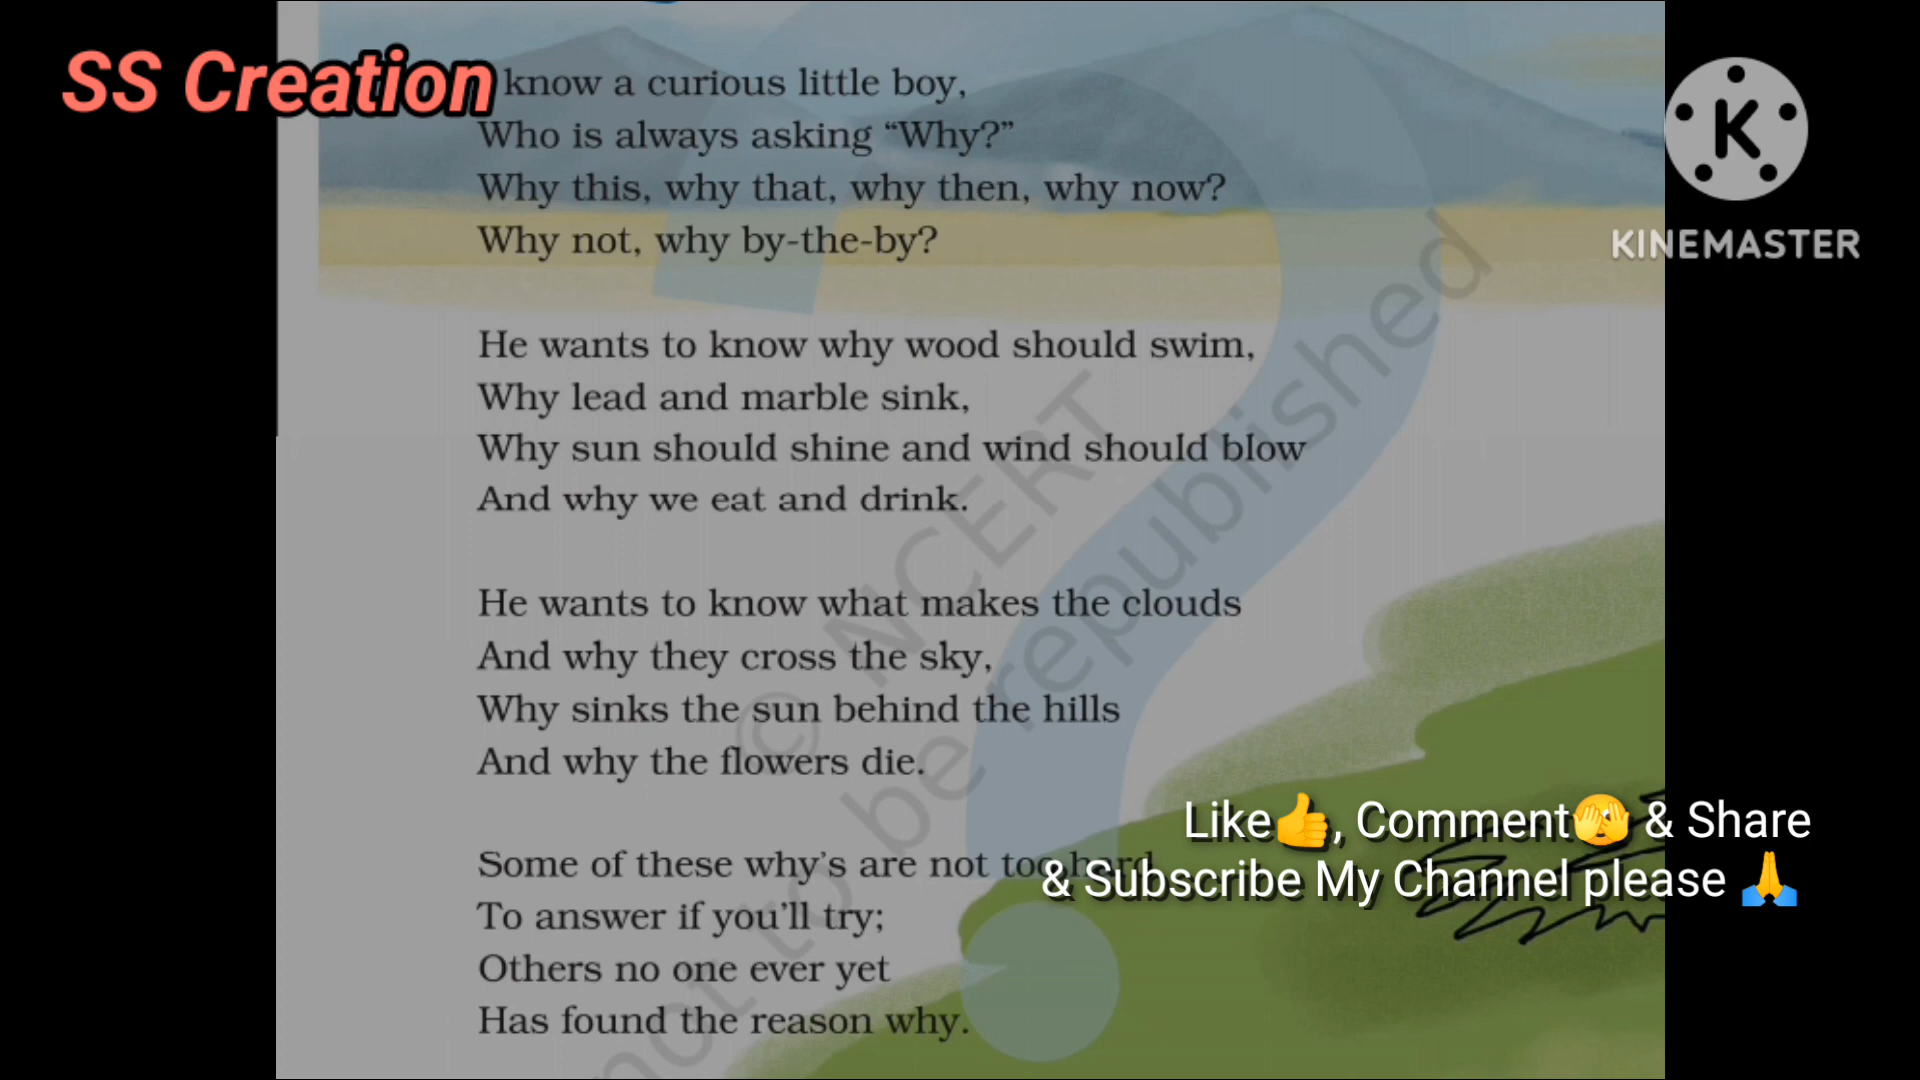 SS Creation
know a curious little boy,
Who is always asking “Why?”
Why this, why that, why then, why now?
Why not, why by-the-by?
He wants to know why wood should swim,
Why lead and marble sink,
Why sun should shine and wind should blow
And why we eat and drink.
He wants to know what makes the clouds
And why they cross the sky,
Why sinks the sun behind the hills
And why the flowers die.
Some of these why’s are not too hard
To answer if you’ll try;
Others no one ever yet
Has found the reason why.
K
KINEMASTER
© NCERT
not to be republished
Like👍, Comment🫣 & Share
& Subscribe My Channel please 🙏